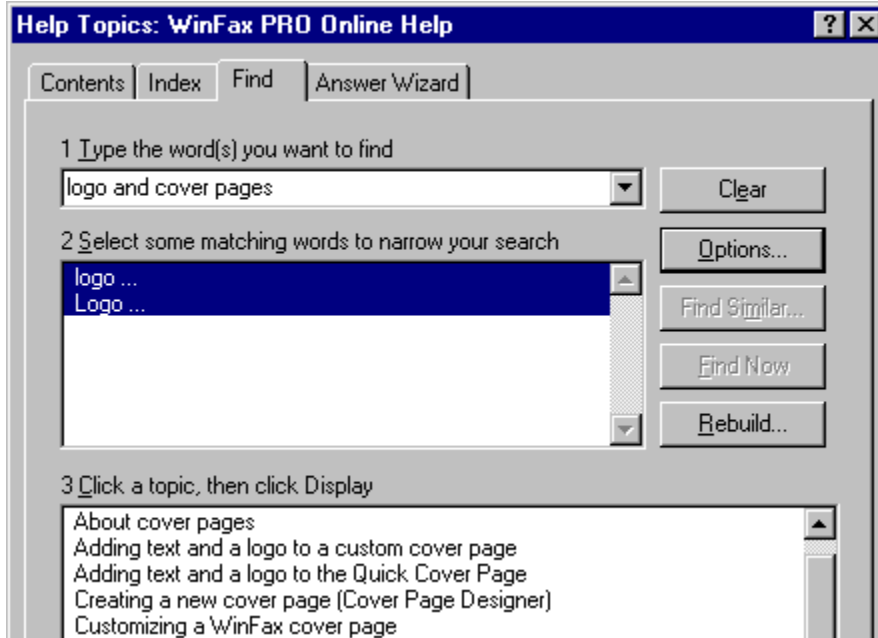 Help Topics: WinFax PRO Online Help
Contents Index Find Answer Wizard
1 Type the word(s) you want to find
logo and cover pages
Clear
2 Select some matching words to narrow your search
Options...
logo ...
Logo ...
Find Similar...
Find Now
Rebuild...
3 Click a topic, then click Display
About cover pages
Adding text and a logo to a custom cover page
Adding text and a logo to the Quick Cover Page
Creating a new cover page (Cover Page Designer)
Customizing a WinFax cover page